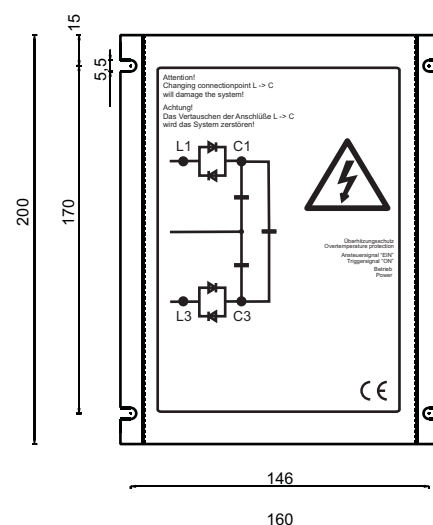 15
5,5
200
170
Attention!
Changing connectionpoint L -> C
will damage the system!
Achtung!
Das Vertauschen der Anschlüße L -> C
wird das System zerstören!
L1 C1
L3 C3
Überhitzungsschutz
Overtemperature protection
Ansteuersignal "EIN"
Triggersignal "ON"
Betrieb
Power
CE
146
160